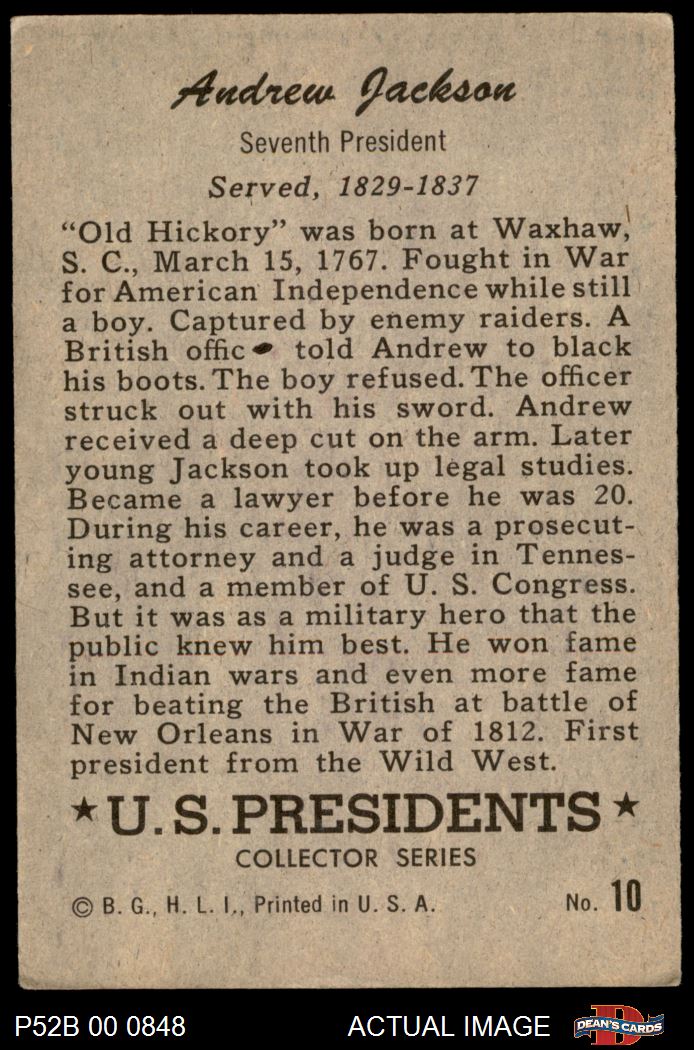 Andrew Jackson
Seventh President
Served, 1829-1837
“Old Hickory” was born at Waxhaw,
S. C., March 15, 1767. Fought in War
for American Independence while still
a boy. Captured by enemy raiders. A
British offic told Andrew to black
his boots. The boy refused. The officer
struck out with his sword. Andrew
received a deep cut on the arm. Later
young Jackson took up legal studies.
Became a lawyer before he was 20.
During his career, he was a prosecut-
ing attorney and a judge in Tennes-
see, and a member of U. S. Congress.
But it was as a military hero that the
public knew him best. He won fame
in Indian wars and even more fame
for beating the British at battle of
New Orleans in War of 1812. First
president from the Wild West.
★ U.S. PRESIDENTS ★
COLLECTOR SERIES
© B. G., H. L. I., Printed in U. S. A. No. 10
P52B 00 0848 ACTUAL IMAGE DEAN'S CARDS